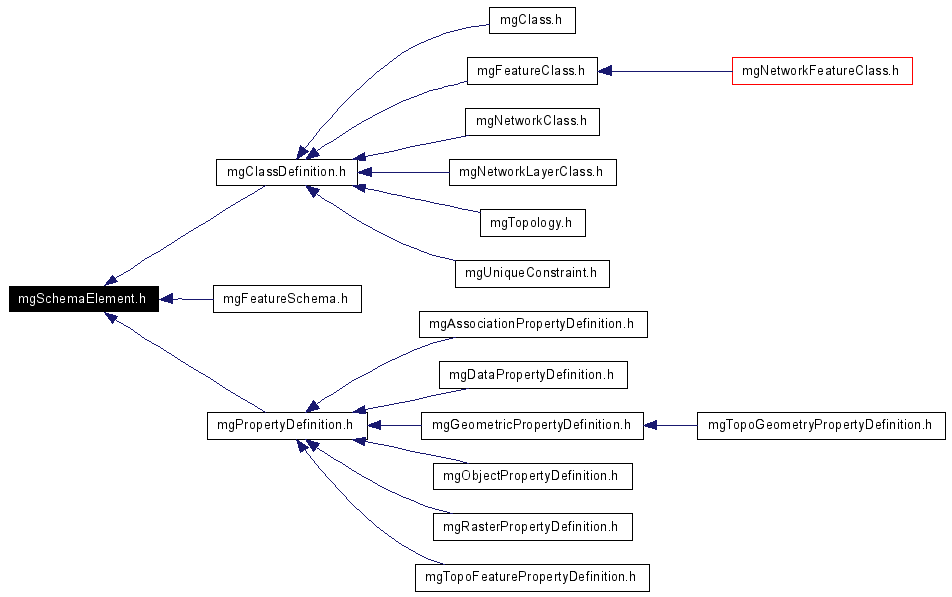 mgClass.h
mgFeatureClass.h
mgNetworkFeatureClass.h
mgNetworkClass.h
mgClassDefinition.h
mgNetworkLayerClass.h
mgTopology.h
mgUniqueConstraint.h
mgSchemaElement.h
mgFeatureSchema.h
mgAssociationPropertyDefinition.h
mgDataPropertyDefinition.h
mgPropertyDefinition.h
mgGeometricPropertyDefinition.h
mgTopoGeometryPropertyDefinition.h
mgObjectPropertyDefinition.h
mgRasterPropertyDefinition.h
mgTopoFeaturePropertyDefinition.h